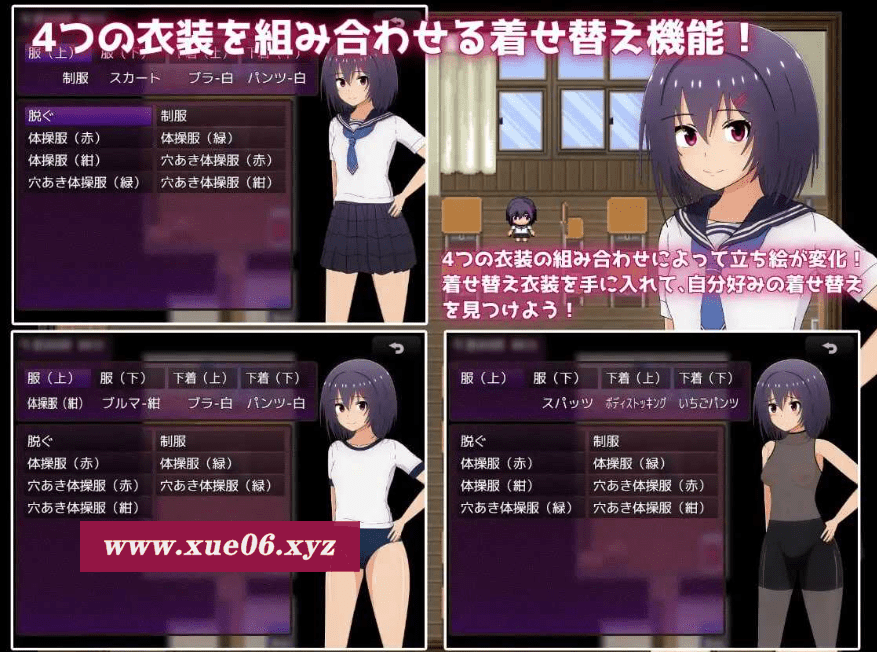 4つの衣装を組み合わせる着せ替え機能！
服（上） 服（下） 下着（上） 下着（下）
制服 スカート ブラ-白 パンツ-白
脱ぐ 制服
体操服（赤） 体操服（緑）
体操服（紺） 穴あき体操服（赤）
穴あき体操服（緑） 穴あき体操服（紺）
4つの衣装の組み合わせによって立ち絵が変化！
着せ替え衣装を手に入れて、自分好みの着せ替え
を見つけよう！
服（上） 服（下） 下着（上） 下着（下）
体操服（紺） ブルマ-紺 ブラ-白 パンツ-白
脱ぐ 制服
体操服（赤） 体操服（緑）
穴あき体操服（赤） 穴あき体操服（緑）
穴あき体操服（紺）
www.xue06.xyz
服（上） 服（下） 下着（上） 下着（下）
スパッツ ボディストッキング いちごパンツ
脱ぐ 制服
体操服（赤） 体操服（緑）
体操服（紺） 穴あき体操服（赤）
穴あき体操服（緑） 穴あき体操服（紺）